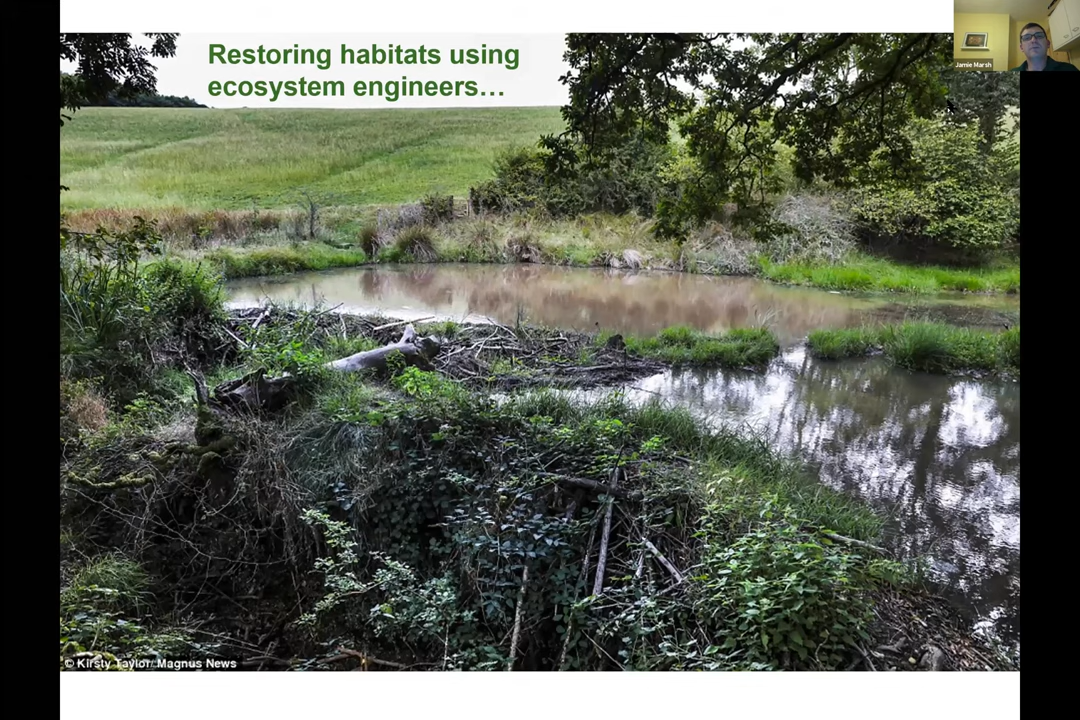 Restoring habitats using
ecosystem engineers…
Jamie Marsh
© Kirsty Taylor/ Magnus News